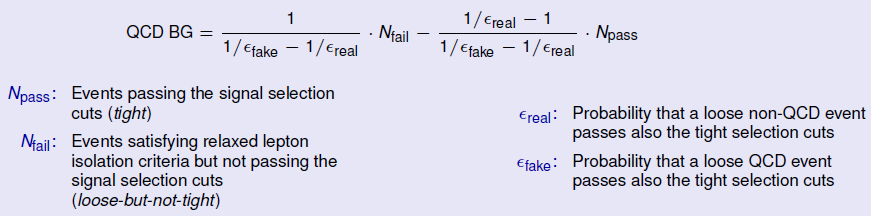 QCD BG = 1 / (1/ϵfake − 1/ϵreal) · Nfail − (1/ϵreal − 1) / (1/ϵfake − 1/ϵreal) · Npass
Npass: Events passing the signal selection
cuts (tight)
Nfail: Events satisfying relaxed lepton
isolation criteria but not passing the
signal selection cuts
(loose-but-not-tight)
ϵreal: Probability that a loose non-QCD event
passes also the tight selection cuts
ϵfake: Probability that a loose QCD event
passes also the tight selection cuts